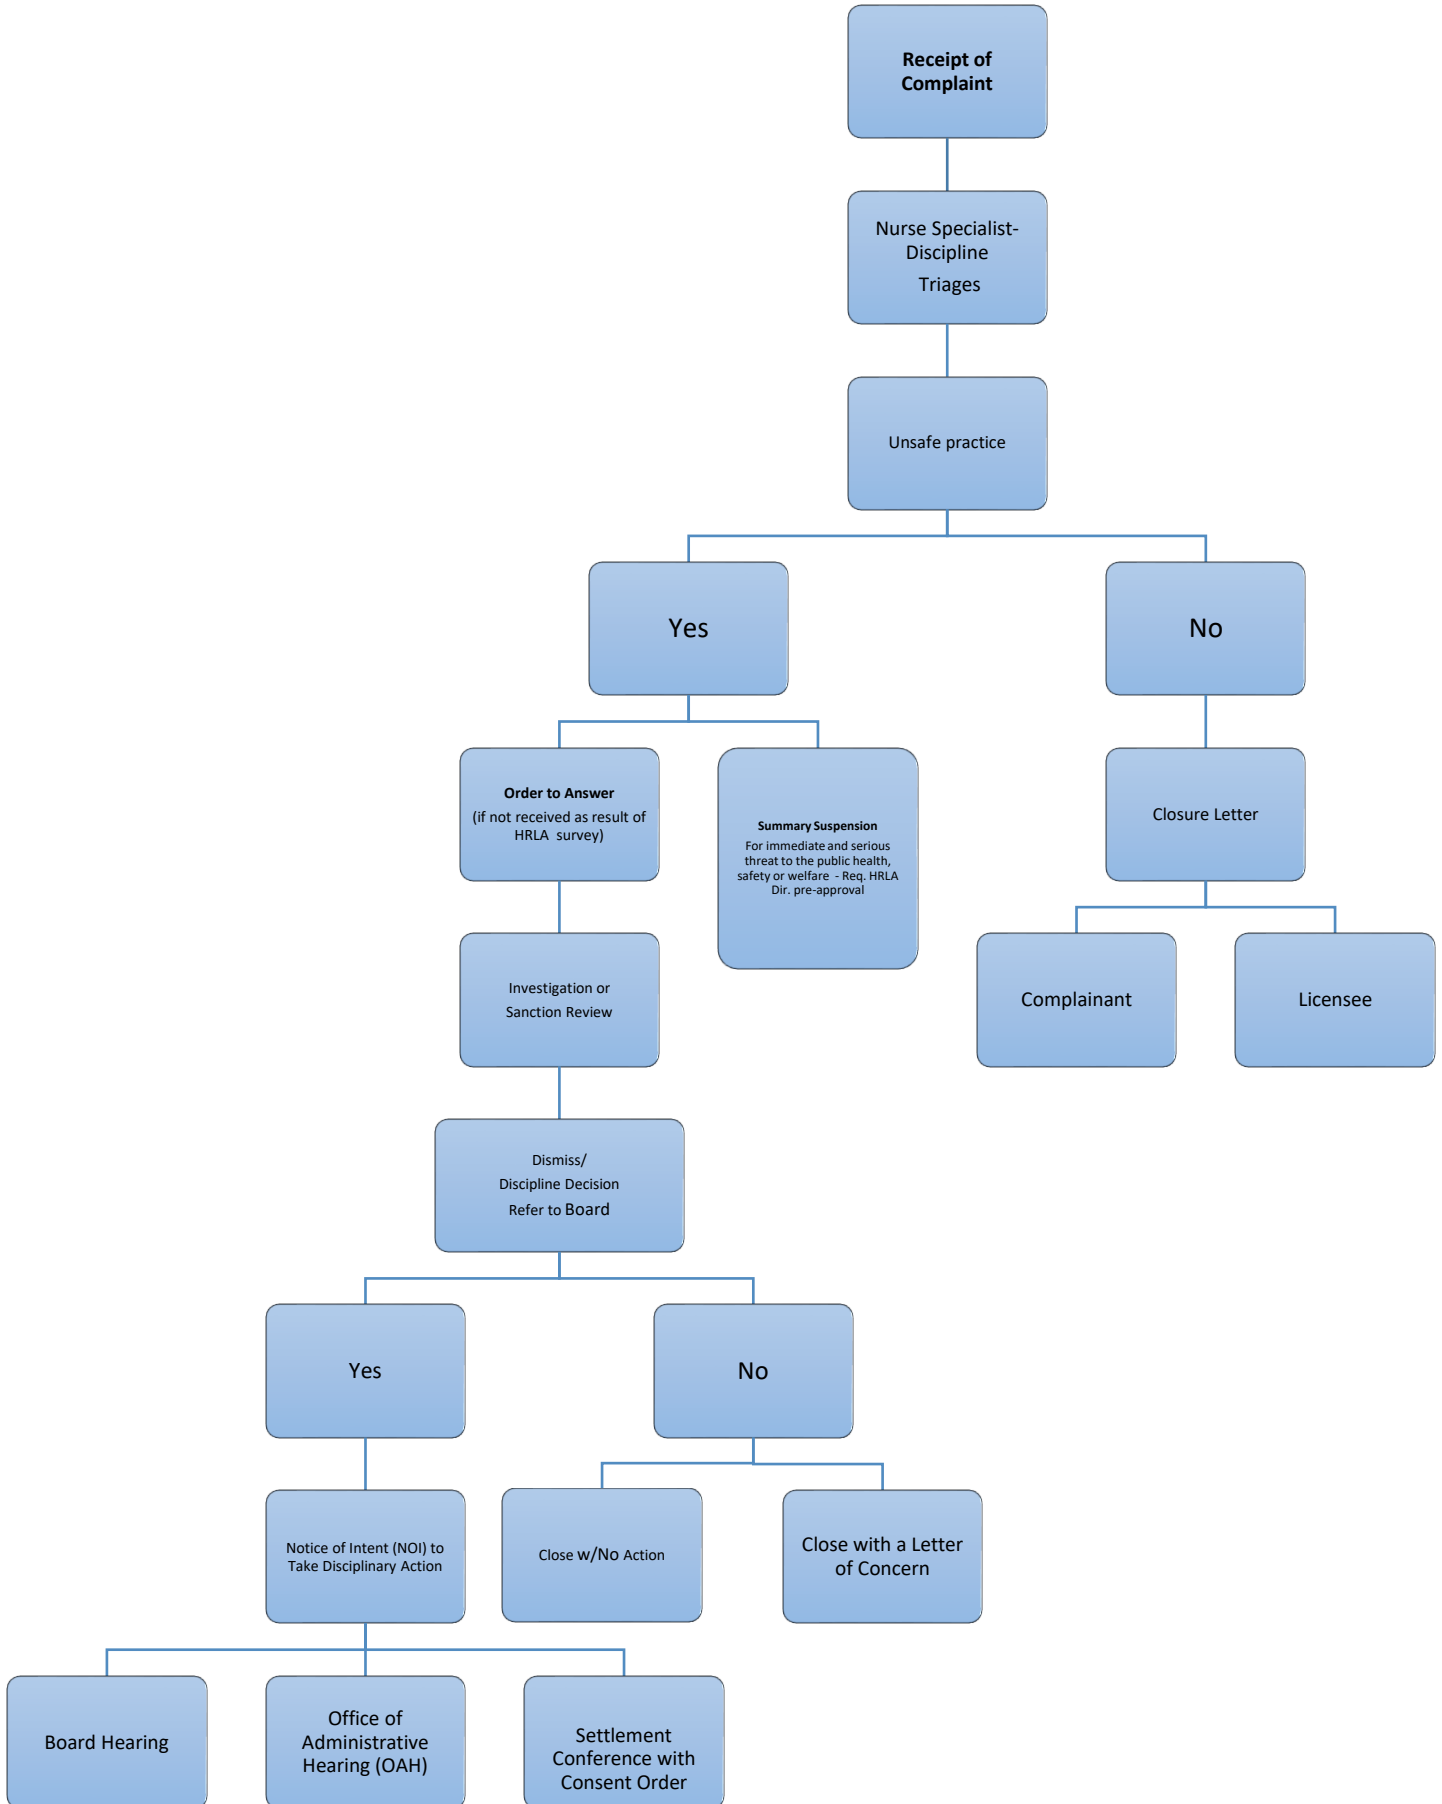 Receipt of
Complaint
Nurse Specialist-
Discipline
Triages
Unsafe practice
Yes
No
Order to Answer
(if not received as result of
HRLA survey)
Summary Suspension
For immediate and serious
threat to the public health,
safety or welfare - Req. HRLA
Dir. pre-approval
Closure Letter
Investigation or
Sanction Review
Complainant
Licensee
Dismiss/
Discipline Decision
Refer to Board
Yes
No
Notice of Intent (NOI) to
Take Disciplinary Action
Close w/No Action
Close with a Letter
of Concern
Board Hearing
Office of
Administrative
Hearing (OAH)
Settlement
Conference with
Consent Order